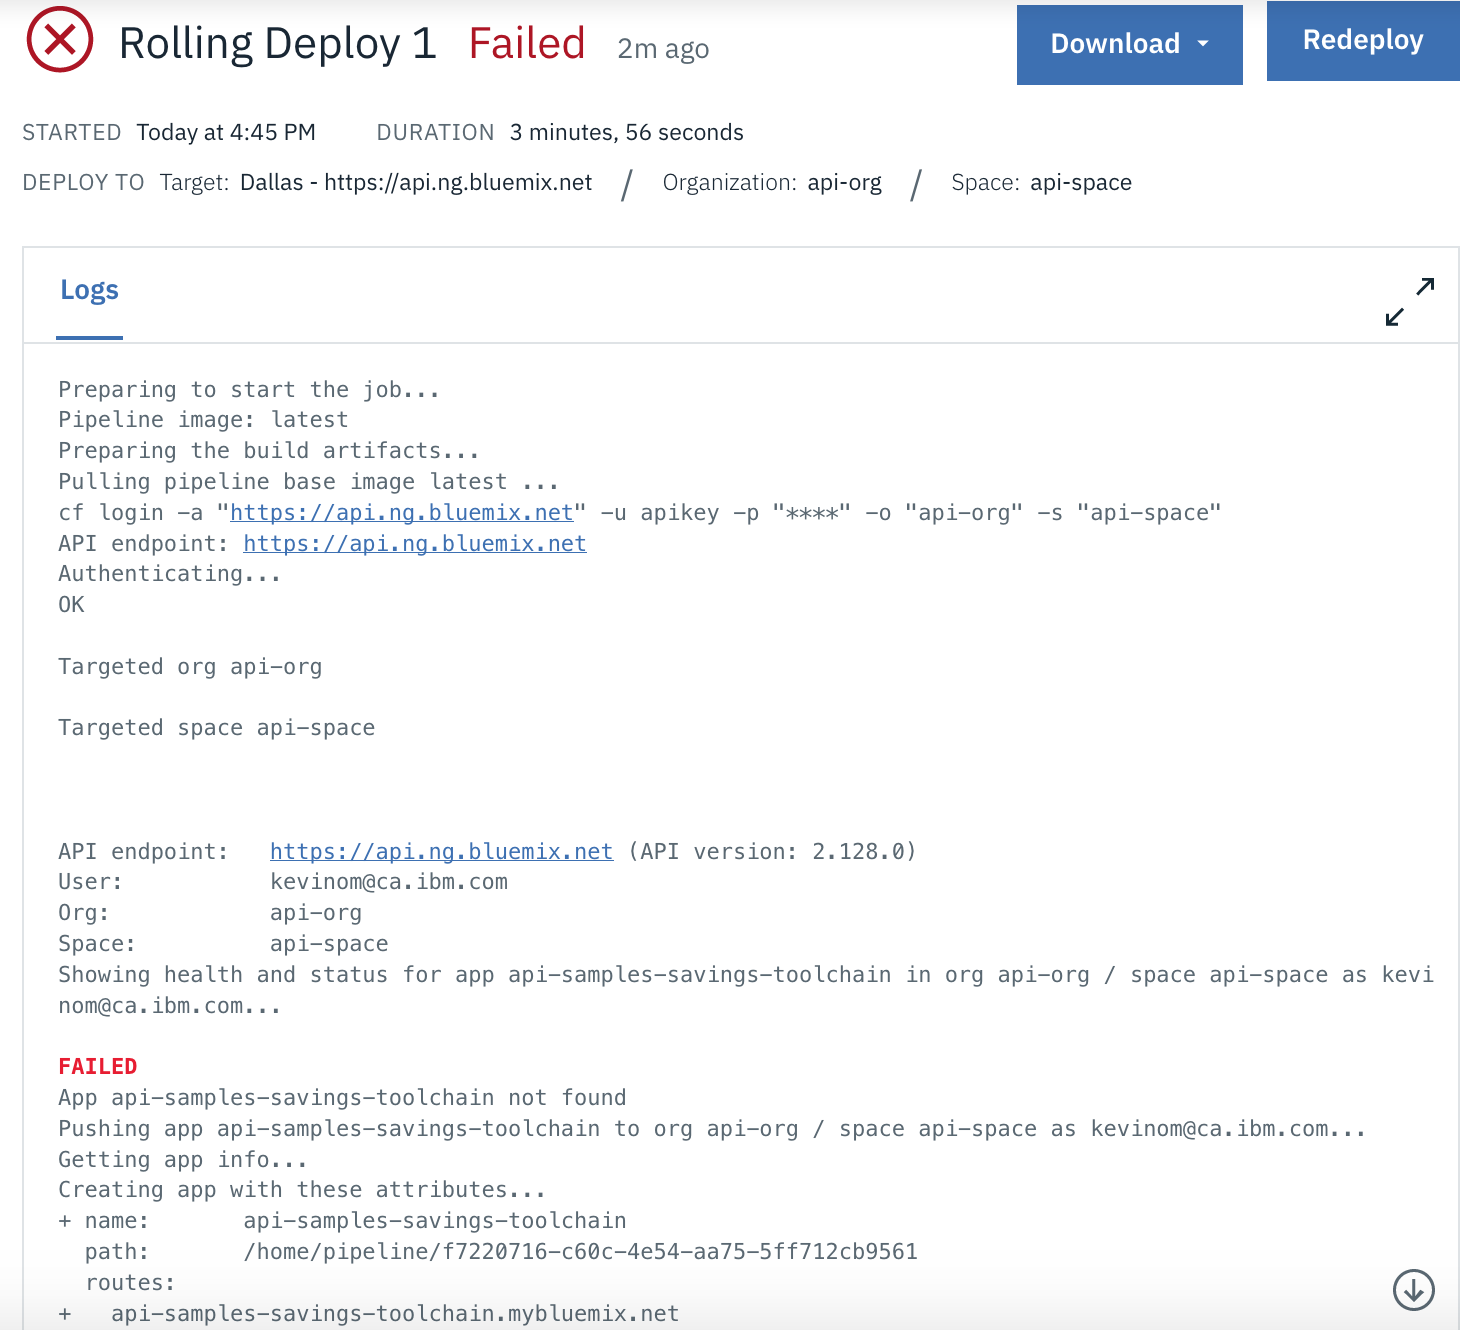 Rolling Deploy 1 Failed 2m ago Download Redeploy
STARTED Today at 4:45 PM DURATION 3 minutes, 56 seconds
DEPLOY TO Target: Dallas - https://api.ng.bluemix.net / Organization: api-org / Space: api-space
Logs
Preparing to start the job...
Pipeline image: latest
Preparing the build artifacts...
Pulling pipeline base image latest ...
cf login -a "https://api.ng.bluemix.net" -u apikey -p "****" -o "api-org" -s "api-space"
API endpoint: https://api.ng.bluemix.net
Authenticating...
OK
Targeted org api-org
Targeted space api-space
API endpoint: https://api.ng.bluemix.net (API version: 2.128.0)
User: kevinom@ca.ibm.com
Org: api-org
Space: api-space
Showing health and status for app api-samples-savings-toolchain in org api-org / space api-space as kevi
nom@ca.ibm.com...
FAILED
App api-samples-savings-toolchain not found
Pushing app api-samples-savings-toolchain to org api-org / space api-space as kevinom@ca.ibm.com...
Getting app info...
Creating app with these attributes...
+ name: api-samples-savings-toolchain
path: /home/pipeline/f7220716-c60c-4e54-aa75-5ff712cb9561
routes:
+ api-samples-savings-toolchain.mybluemix.net